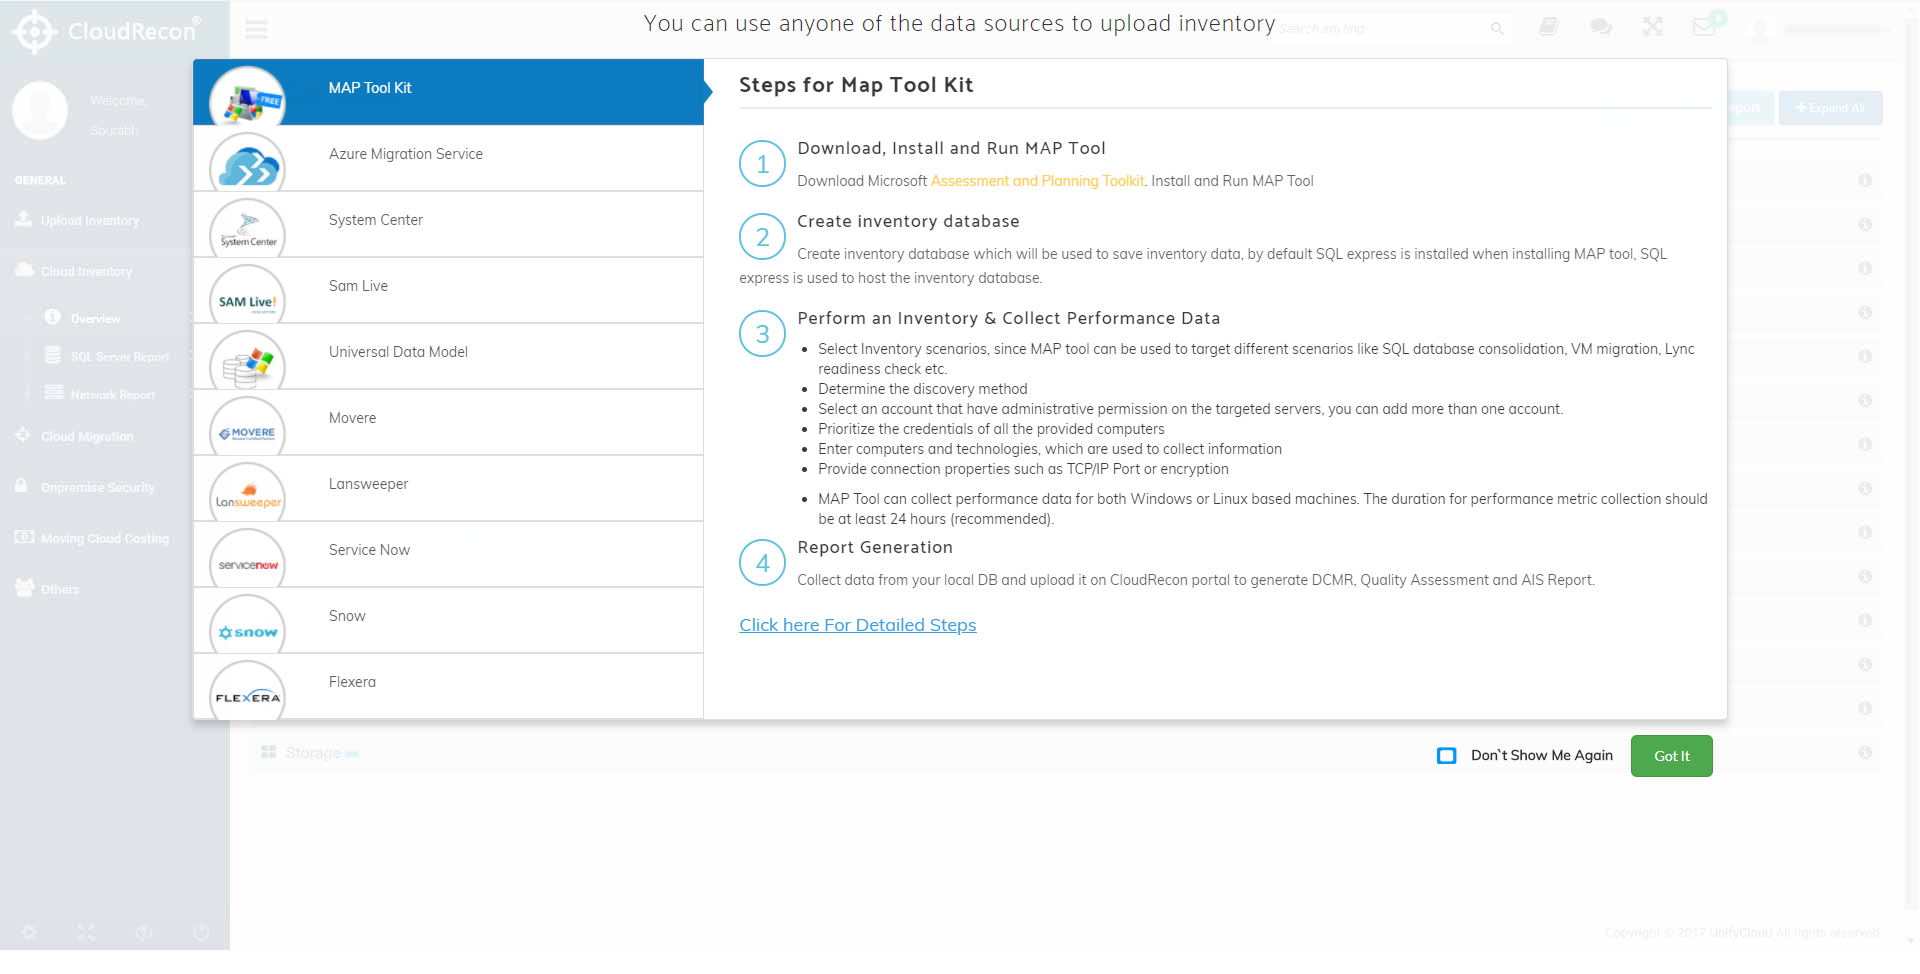 You can use anyone of the data sources to upload inventory
CloudRecon®
Search anything
Welcome,
Sourabh
GENERAL
Upload Inventory
Cloud Inventory
Overview
SQL Server Report
Network Report
Cloud Migration
Onpremise Security
Moving Cloud Costing
Others
FREE
MAP Tool Kit
Azure Migration Service
System Center
System Center
SAM Live!
Sam Live
Universal Data Model
MOVERE
Movere
Lansweeper
Lansweeper
servicenow
Service Now
snow
Snow
FLEXERA
Flexera
Steps for Map Tool Kit
1
Download, Install and Run MAP Tool
Download Microsoft Assessment and Planning Toolkit. Install and Run MAP Tool
2
Create inventory database
Create inventory database which will be used to save inventory data, by default SQL express is installed when installing MAP tool, SQL
express is used to host the inventory database.
3
Perform an Inventory & Collect Performance Data
• Select Inventory scenarios, since MAP tool can be used to target different scenarios like SQL database consolidation, VM migration, Lync
readiness check etc.
• Determine the discovery method
• Select an account that have administrative permission on the targeted servers, you can add more than one account.
• Prioritize the credentials of all the provided computers
• Enter computers and technologies, which are used to collect information
• Provide connection properties such as TCP/IP Port or encryption
• MAP Tool can collect performance data for both Windows or Linux based machines. The duration for performance metric collection should
be at least 24 hours (recommended).
4
Report Generation
Collect data from your local DB and upload it on CloudRecon portal to generate DCMR, Quality Assessment and AIS Report.
Click here For Detailed Steps
+ Expand All
Storage
Don`t Show Me Again
Got It
Copyright © 2017 UnifyCloud All rights reserved.